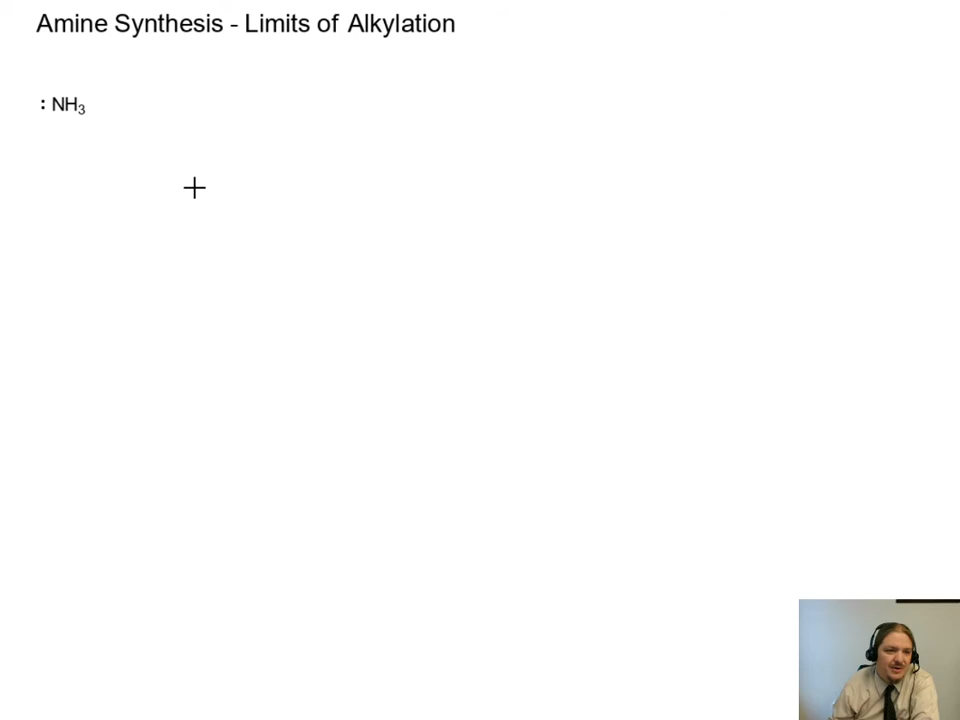 Amine Synthesis - Limits of Alkylation
: NH₃